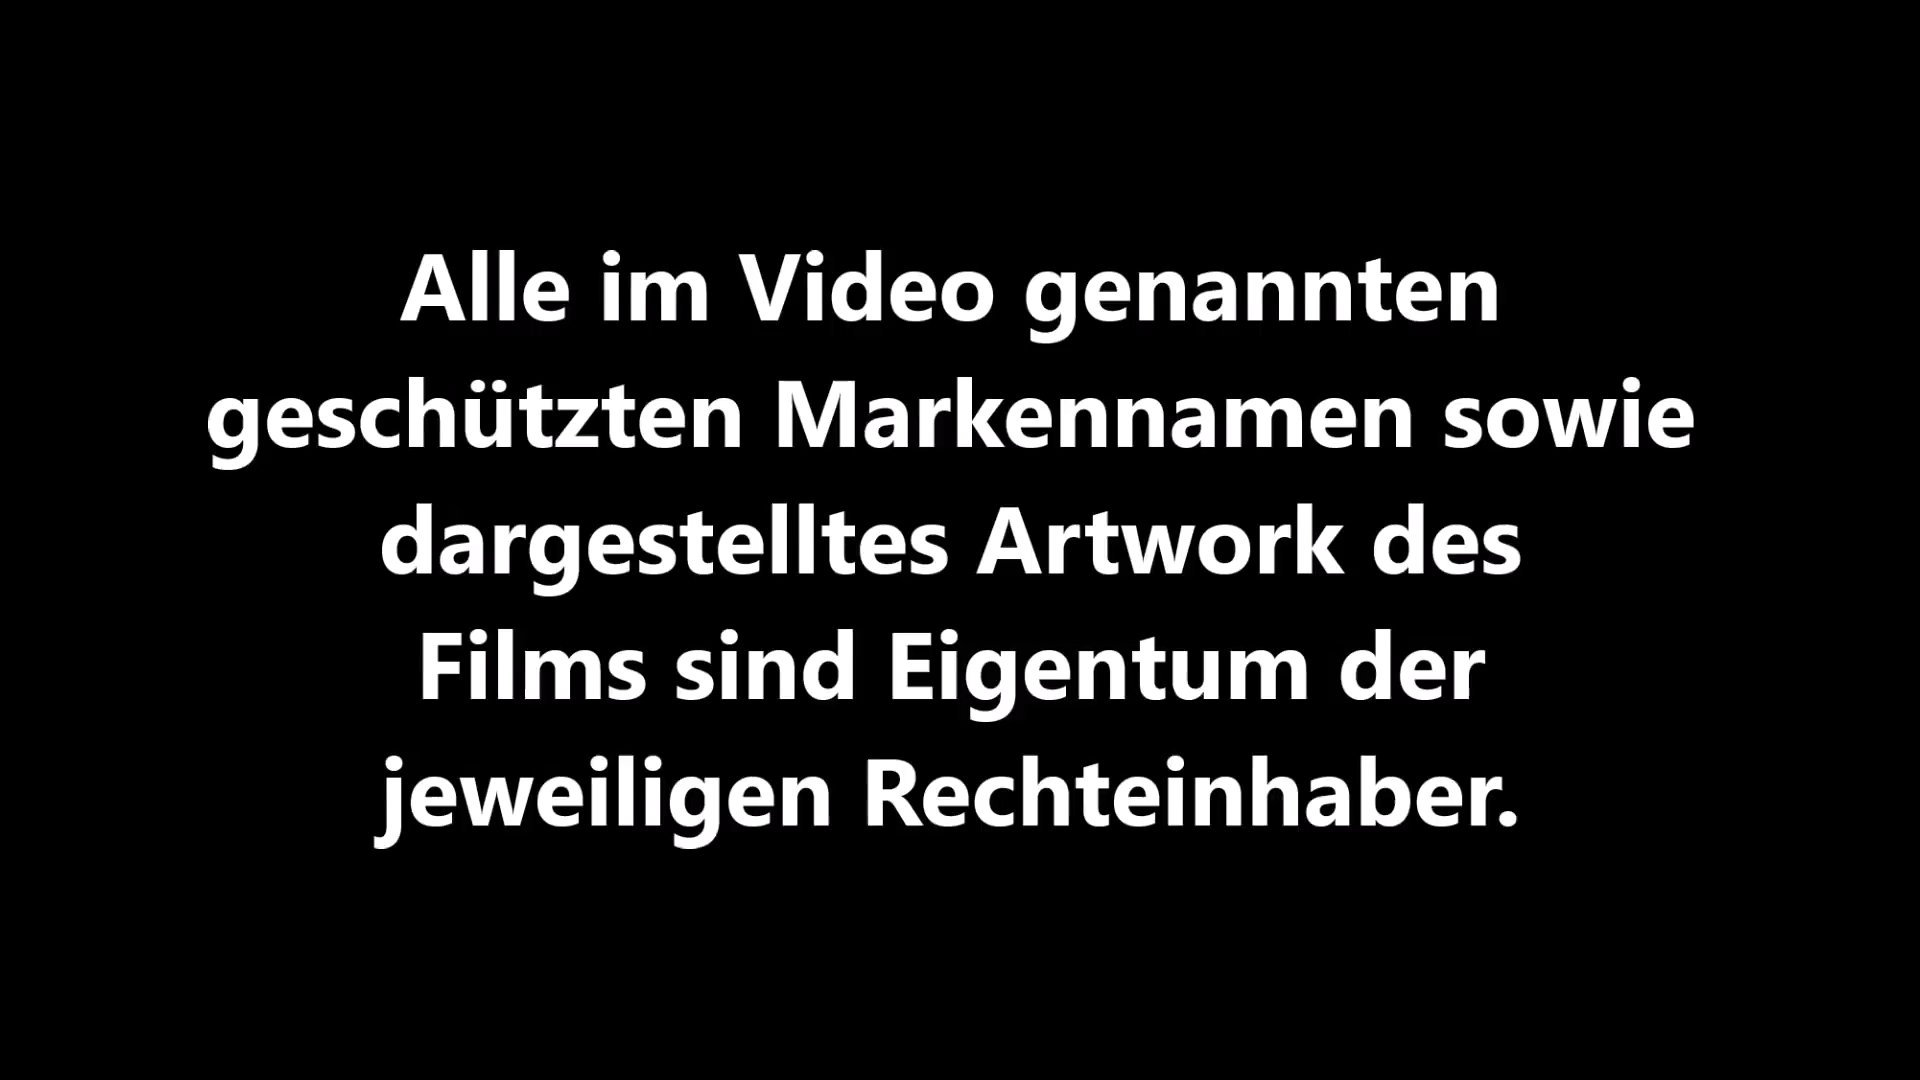 Alle im Video genannten
geschützten Markennamen sowie
dargestelltes Artwork des
Films sind Eigentum der
jeweiligen Rechteinhaber.